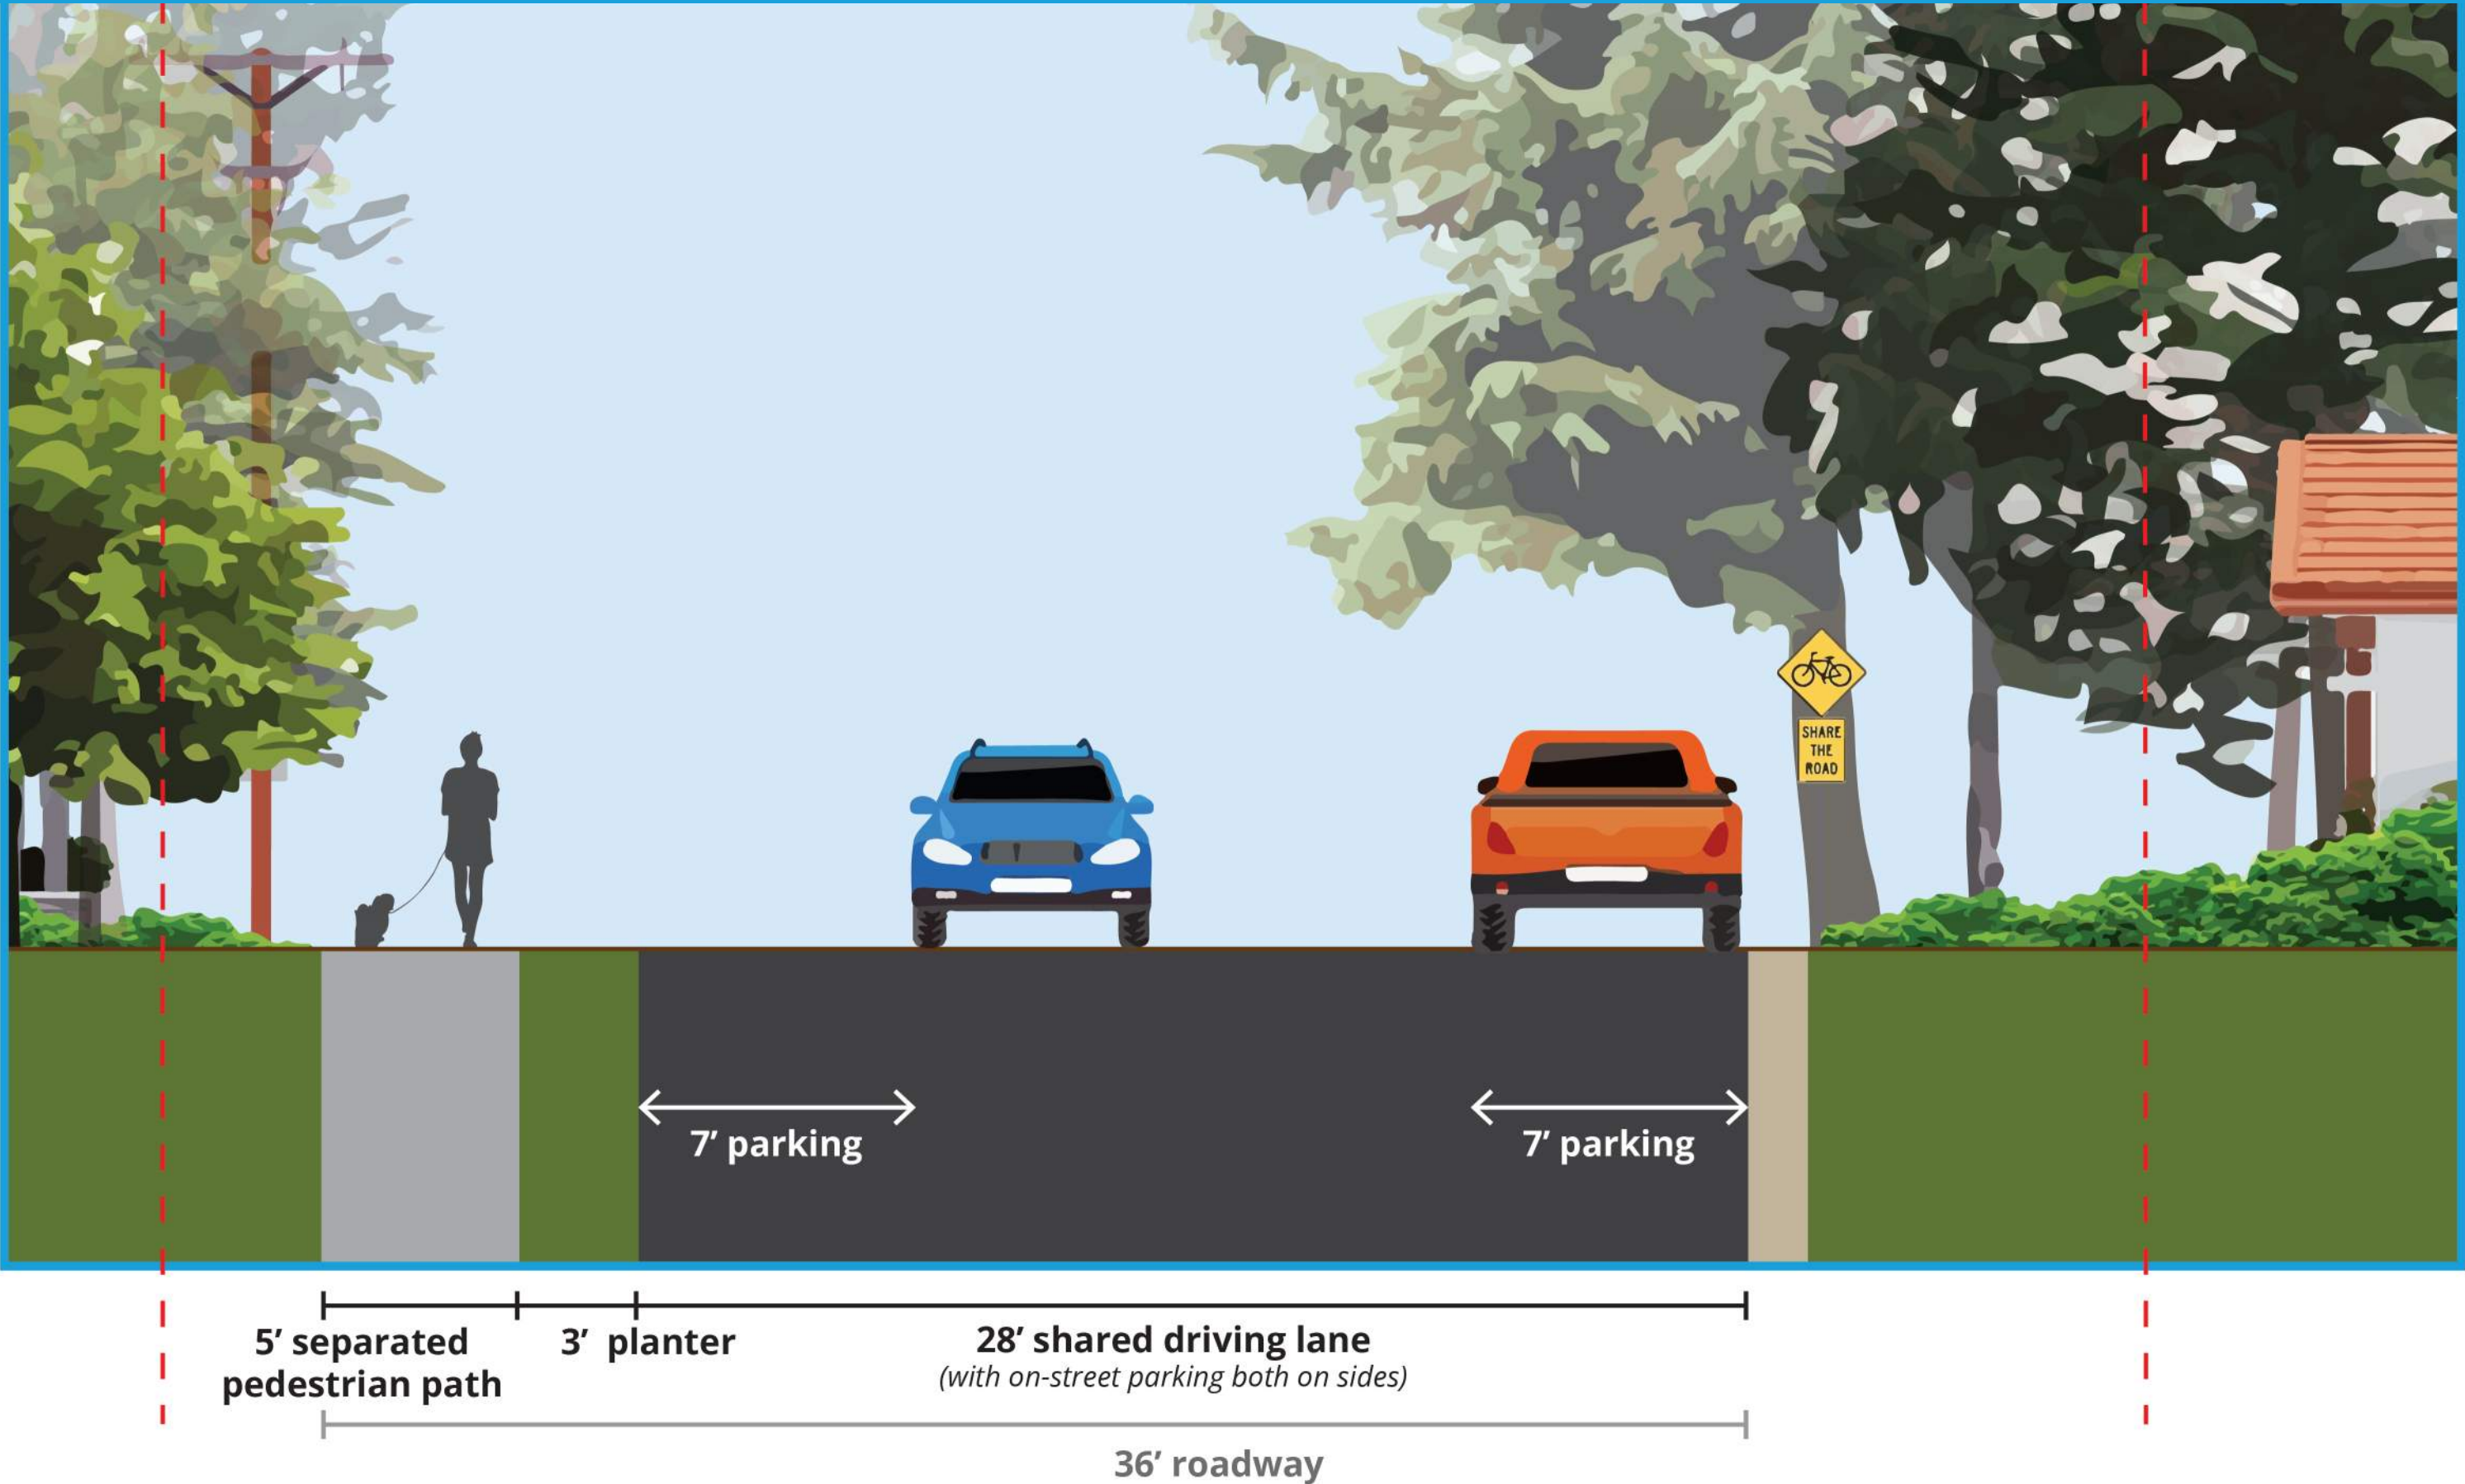 SHARE
THE
ROAD
7’ parking
7’ parking
5’ separated
pedestrian path
3’ planter
28’ shared driving lane
(with on-street parking both on sides)
36’ roadway